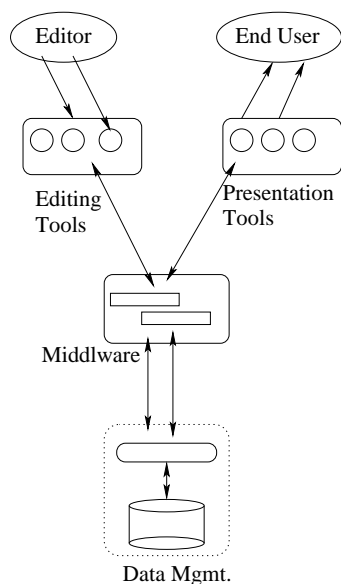 Editor
End User
Editing
Tools
Presentation
Tools
Middlware
Data Mgmt.